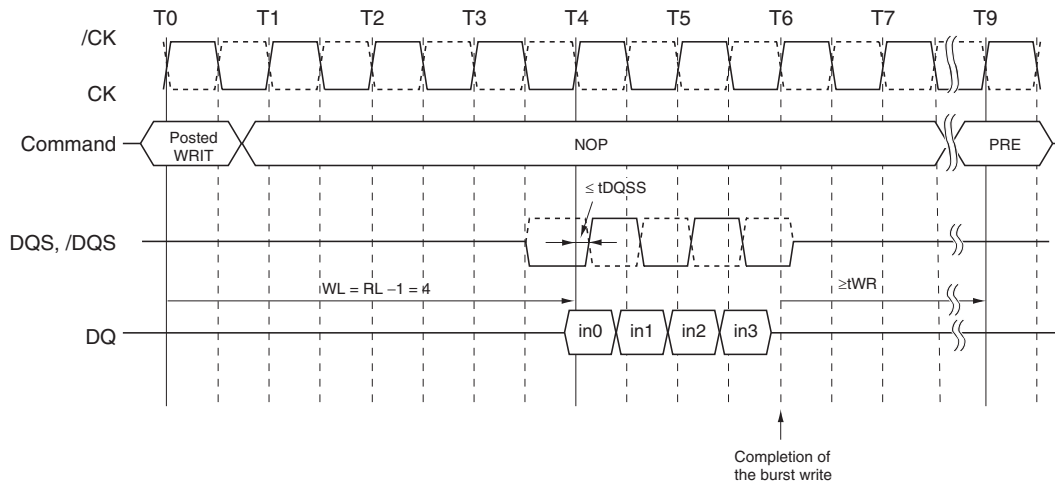 T0 T1 T2 T3 T4 T5 T6 T7 T9
/CK
CK
Command
Posted
WRIT
NOP
PRE
≤ tDQSS
DQS, /DQS
WL = RL –1 = 4
≥tWR
DQ
in0 in1 in2 in3
Completion of
the burst write